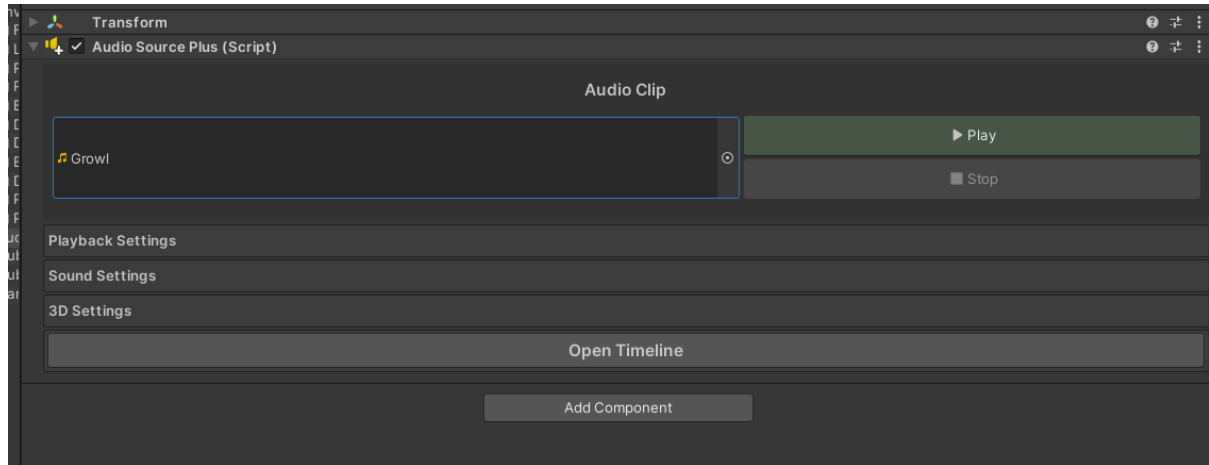 Transform
Audio Source Plus (Script)
Audio Clip
Growl
Play
Stop
Playback Settings
Sound Settings
3D Settings
Open Timeline
Add Component